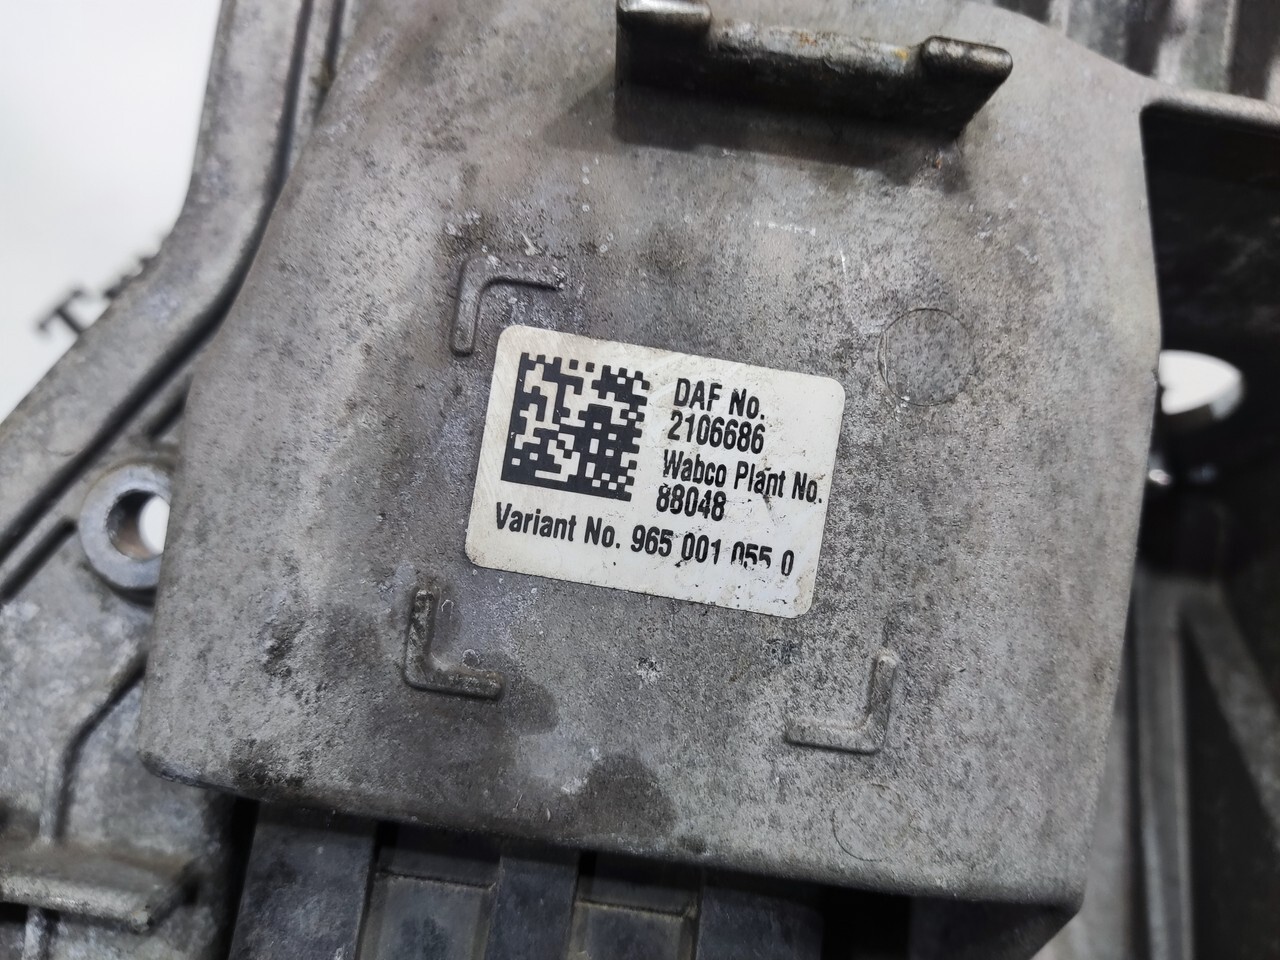 DAF No.
2106686
Wabco Plant No.
88048
Variant No. 965 001 055 0